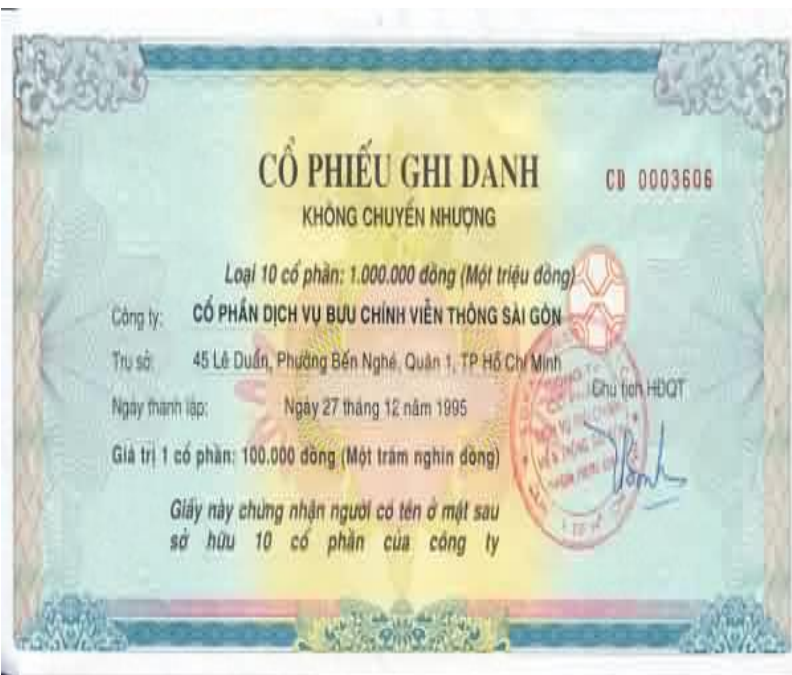 CỔ PHIẾU GHI DANH
CD 0003606
KHÔNG CHUYỂN NHƯỢNG
Loại 10 cổ phần: 1.000.000 đồng (Một triệu đồng)
Công ty: CỔ PHẦN DỊCH VỤ BƯU CHÍNH VIỄN THÔNG SÀI GÒN
Trụ sở: 45 Lê Duẩn, Phường Bến Nghé, Quận 1, TP Hồ Chí Minh
Chủ tịch HĐQT
Ngày thành lập: Ngày 27 tháng 12 năm 1995
Giá trị 1 cổ phần: 100.000 đồng (Một trăm nghìn đồng)
Giấy này chứng nhận người có tên ở mặt sau
sở hữu 10 cổ phần của công ty